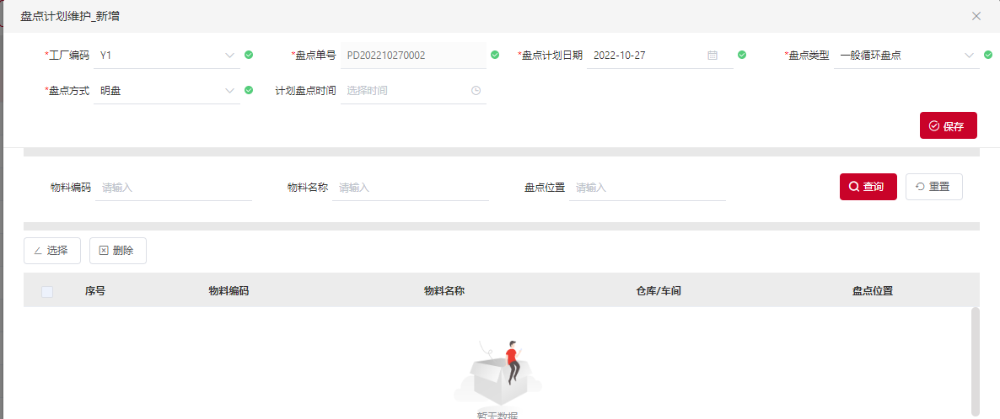 盘点计划维护_新增
*工厂编码 Y1 *盘点单号 PD202210270002 *盘点计划日期 2022-10-27 *盘点类型 一般循环盘点
*盘点方式 明盘 计划盘点时间 选择时间
保存
物料编码 请输入 物料名称 请输入 盘点位置 请输入 查询 重置
选择 删除
序号 物料编码 物料名称 仓库/车间 盘点位置
暂无数据